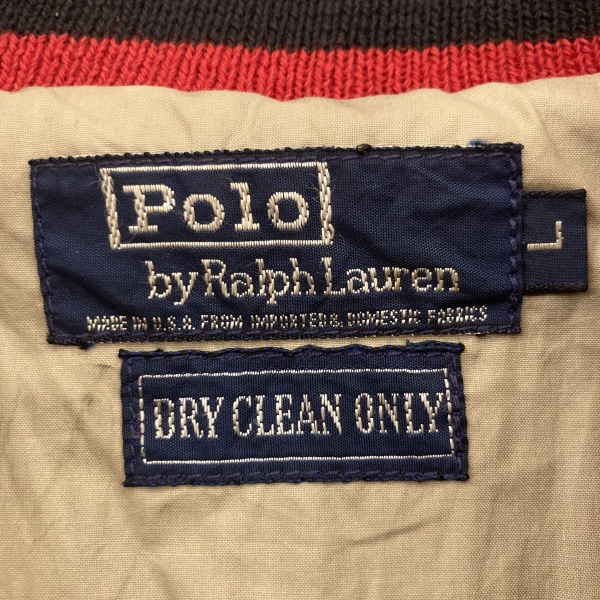 Polo
by Ralph Lauren
MADE IN U.S.A. FROM IMPORTED & DOMESTIC FABRICS
L
DRY CLEAN ONLY